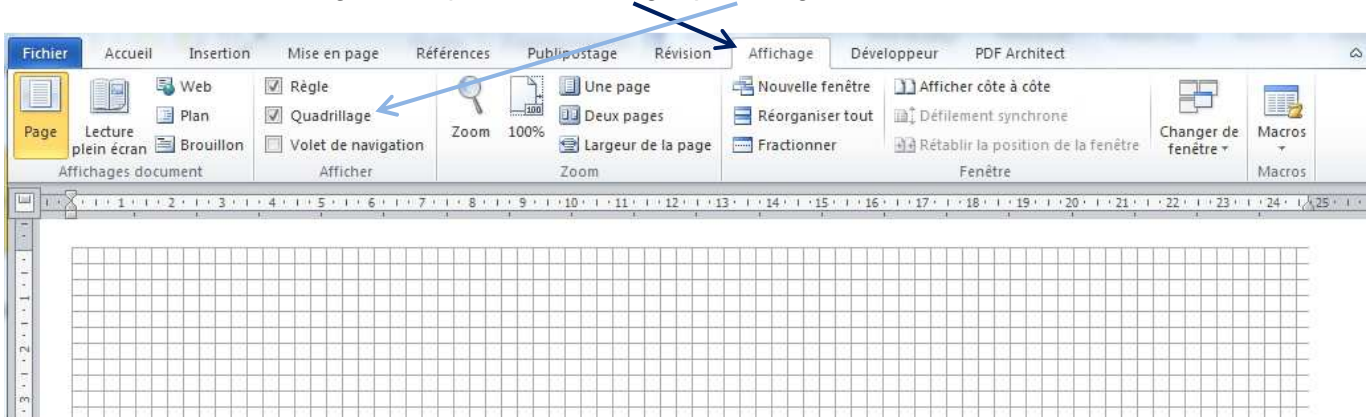 Fichier Accueil Insertion Mise en page Références Publipostage Révision Affichage Développeur PDF Architect
Page
Lecture plein écran
Web
Plan
Brouillon
Affichages document
Règle
Quadrillage
Volet de navigation
Afficher
Zoom
100
100%
Une page
Deux pages
Largeur de la page
Zoom
Nouvelle fenêtre
Réorganiser tout
Fractionner
Afficher côte à côte
Défilement synchrone
Rétablir la position de la fenêtre
Changer de fenêtre
Fenêtre
Macros
Macros
1 2 3 4 5 6 7 8 9 10 11 12 13 14 15 16 17 18 19 20 21 22 23 24 25
1
2
3